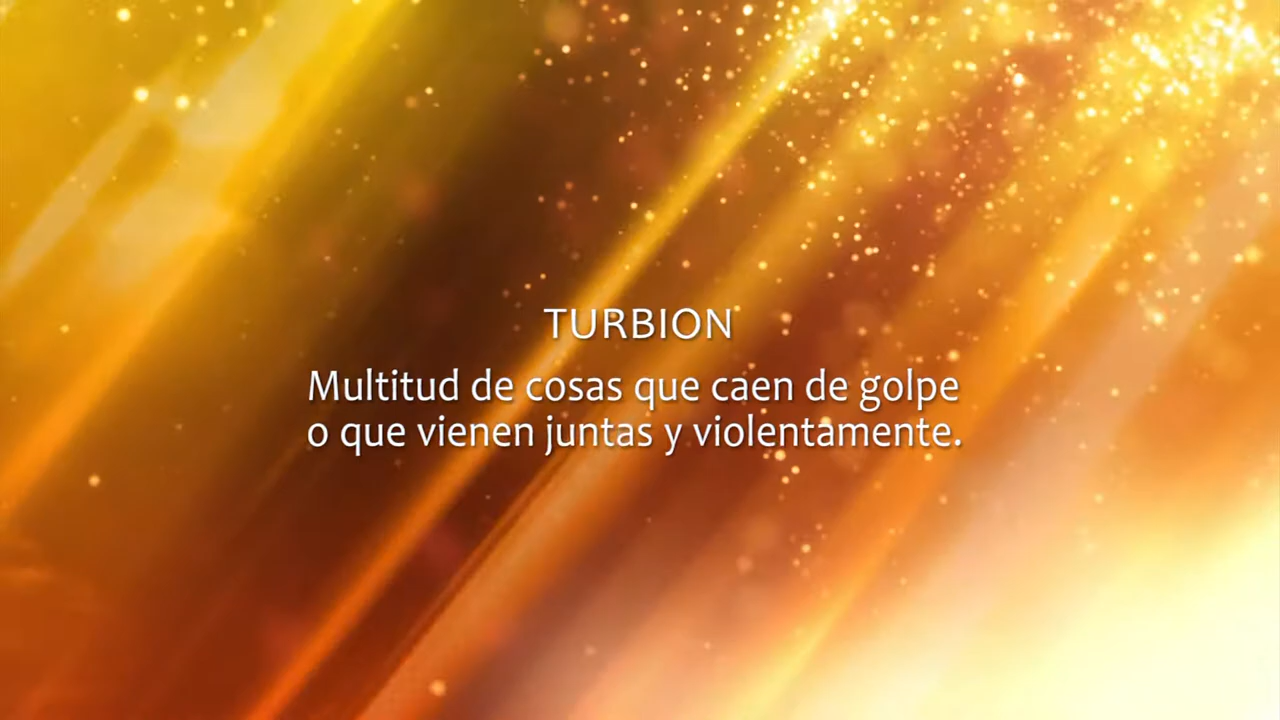 TURBION
Multitud de cosas que caen de golpe
o que vienen juntas y violentamente.